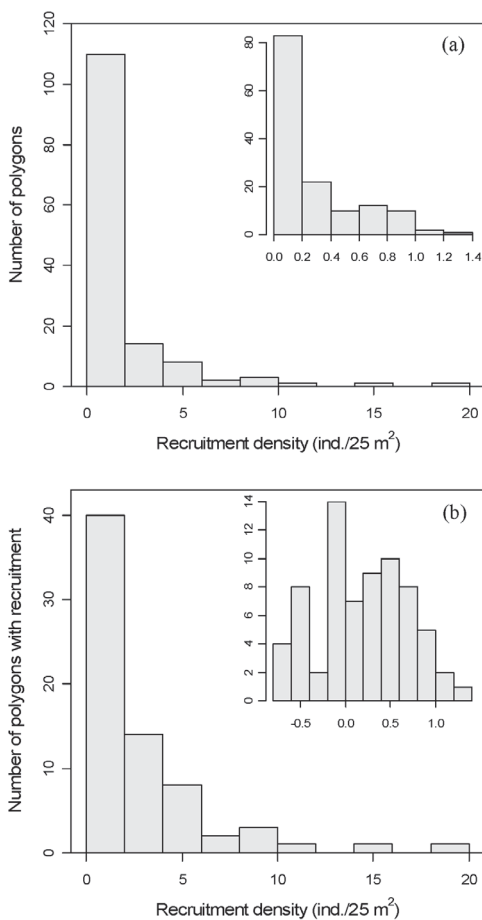 (a)
Number of polygons
120
100
80
60
40
20
0
0 5 10 15 20
Recruitment density (ind./25 m²)
80
60
40
20
0
0.0 0.2 0.4 0.6 0.8 1.0 1.2 1.4
(b)
Number of polygons with recruitment
40
30
20
10
0
0 5 10 15 20
Recruitment density (ind./25 m²)
14
12
10
8
6
4
2
0
-0.5 0.0 0.5 1.0